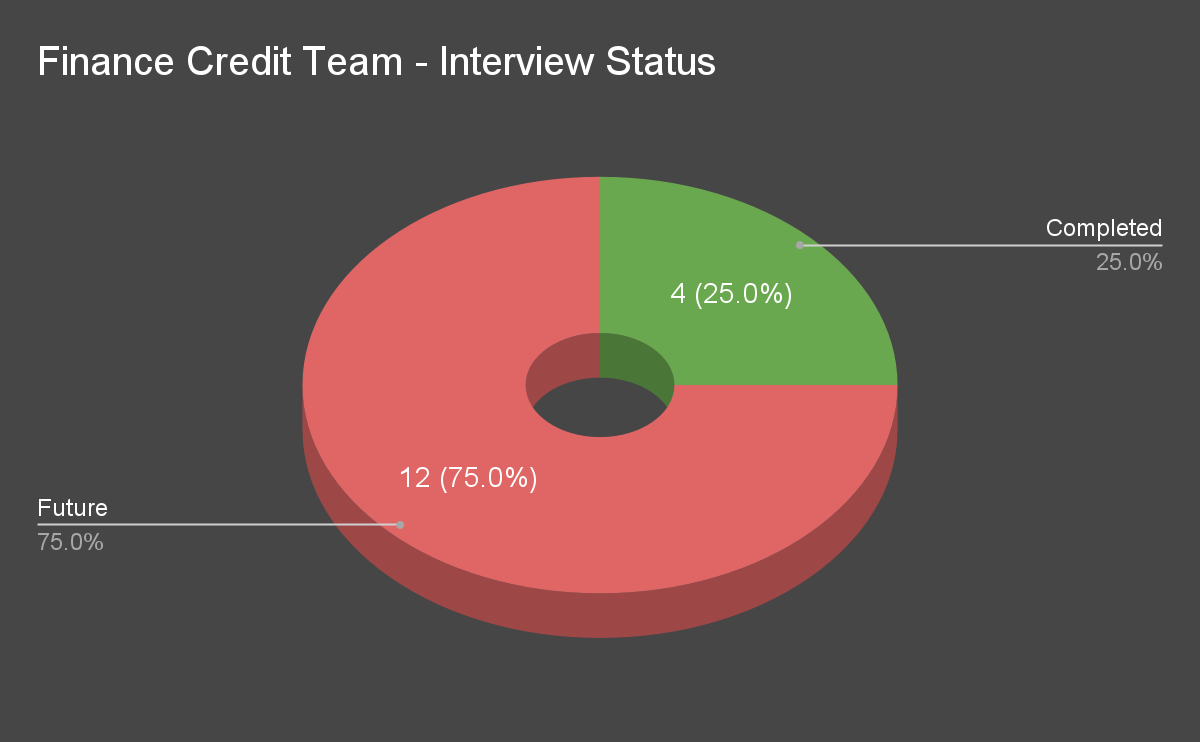 Finance Credit Team - Interview Status
Completed
25.0%
4 (25.0%)
12 (75.0%)
Future
75.0%